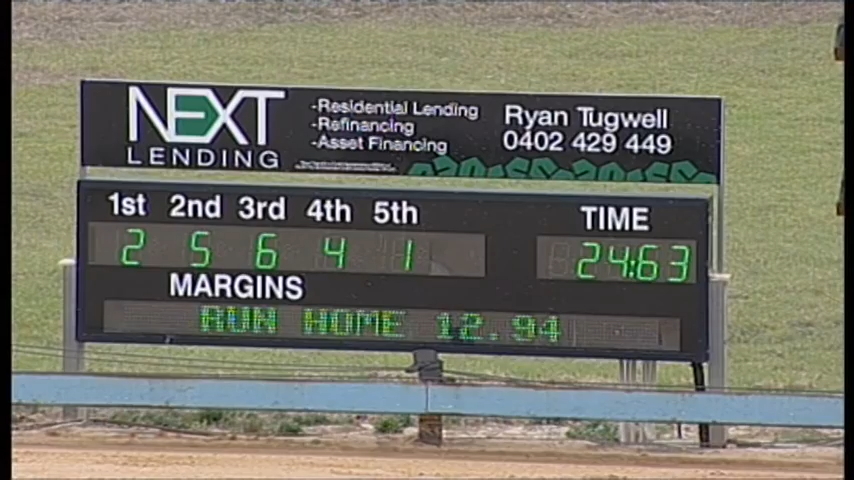 NEXT
LENDING
-Residential Lending
-Refinancing
-Asset Financing
Ryan Tugwell
0402 429 449
1st 2nd 3rd 4th 5th TIME
2 5 6 4 1 24:63
MARGINS
RUN HOME 12.94